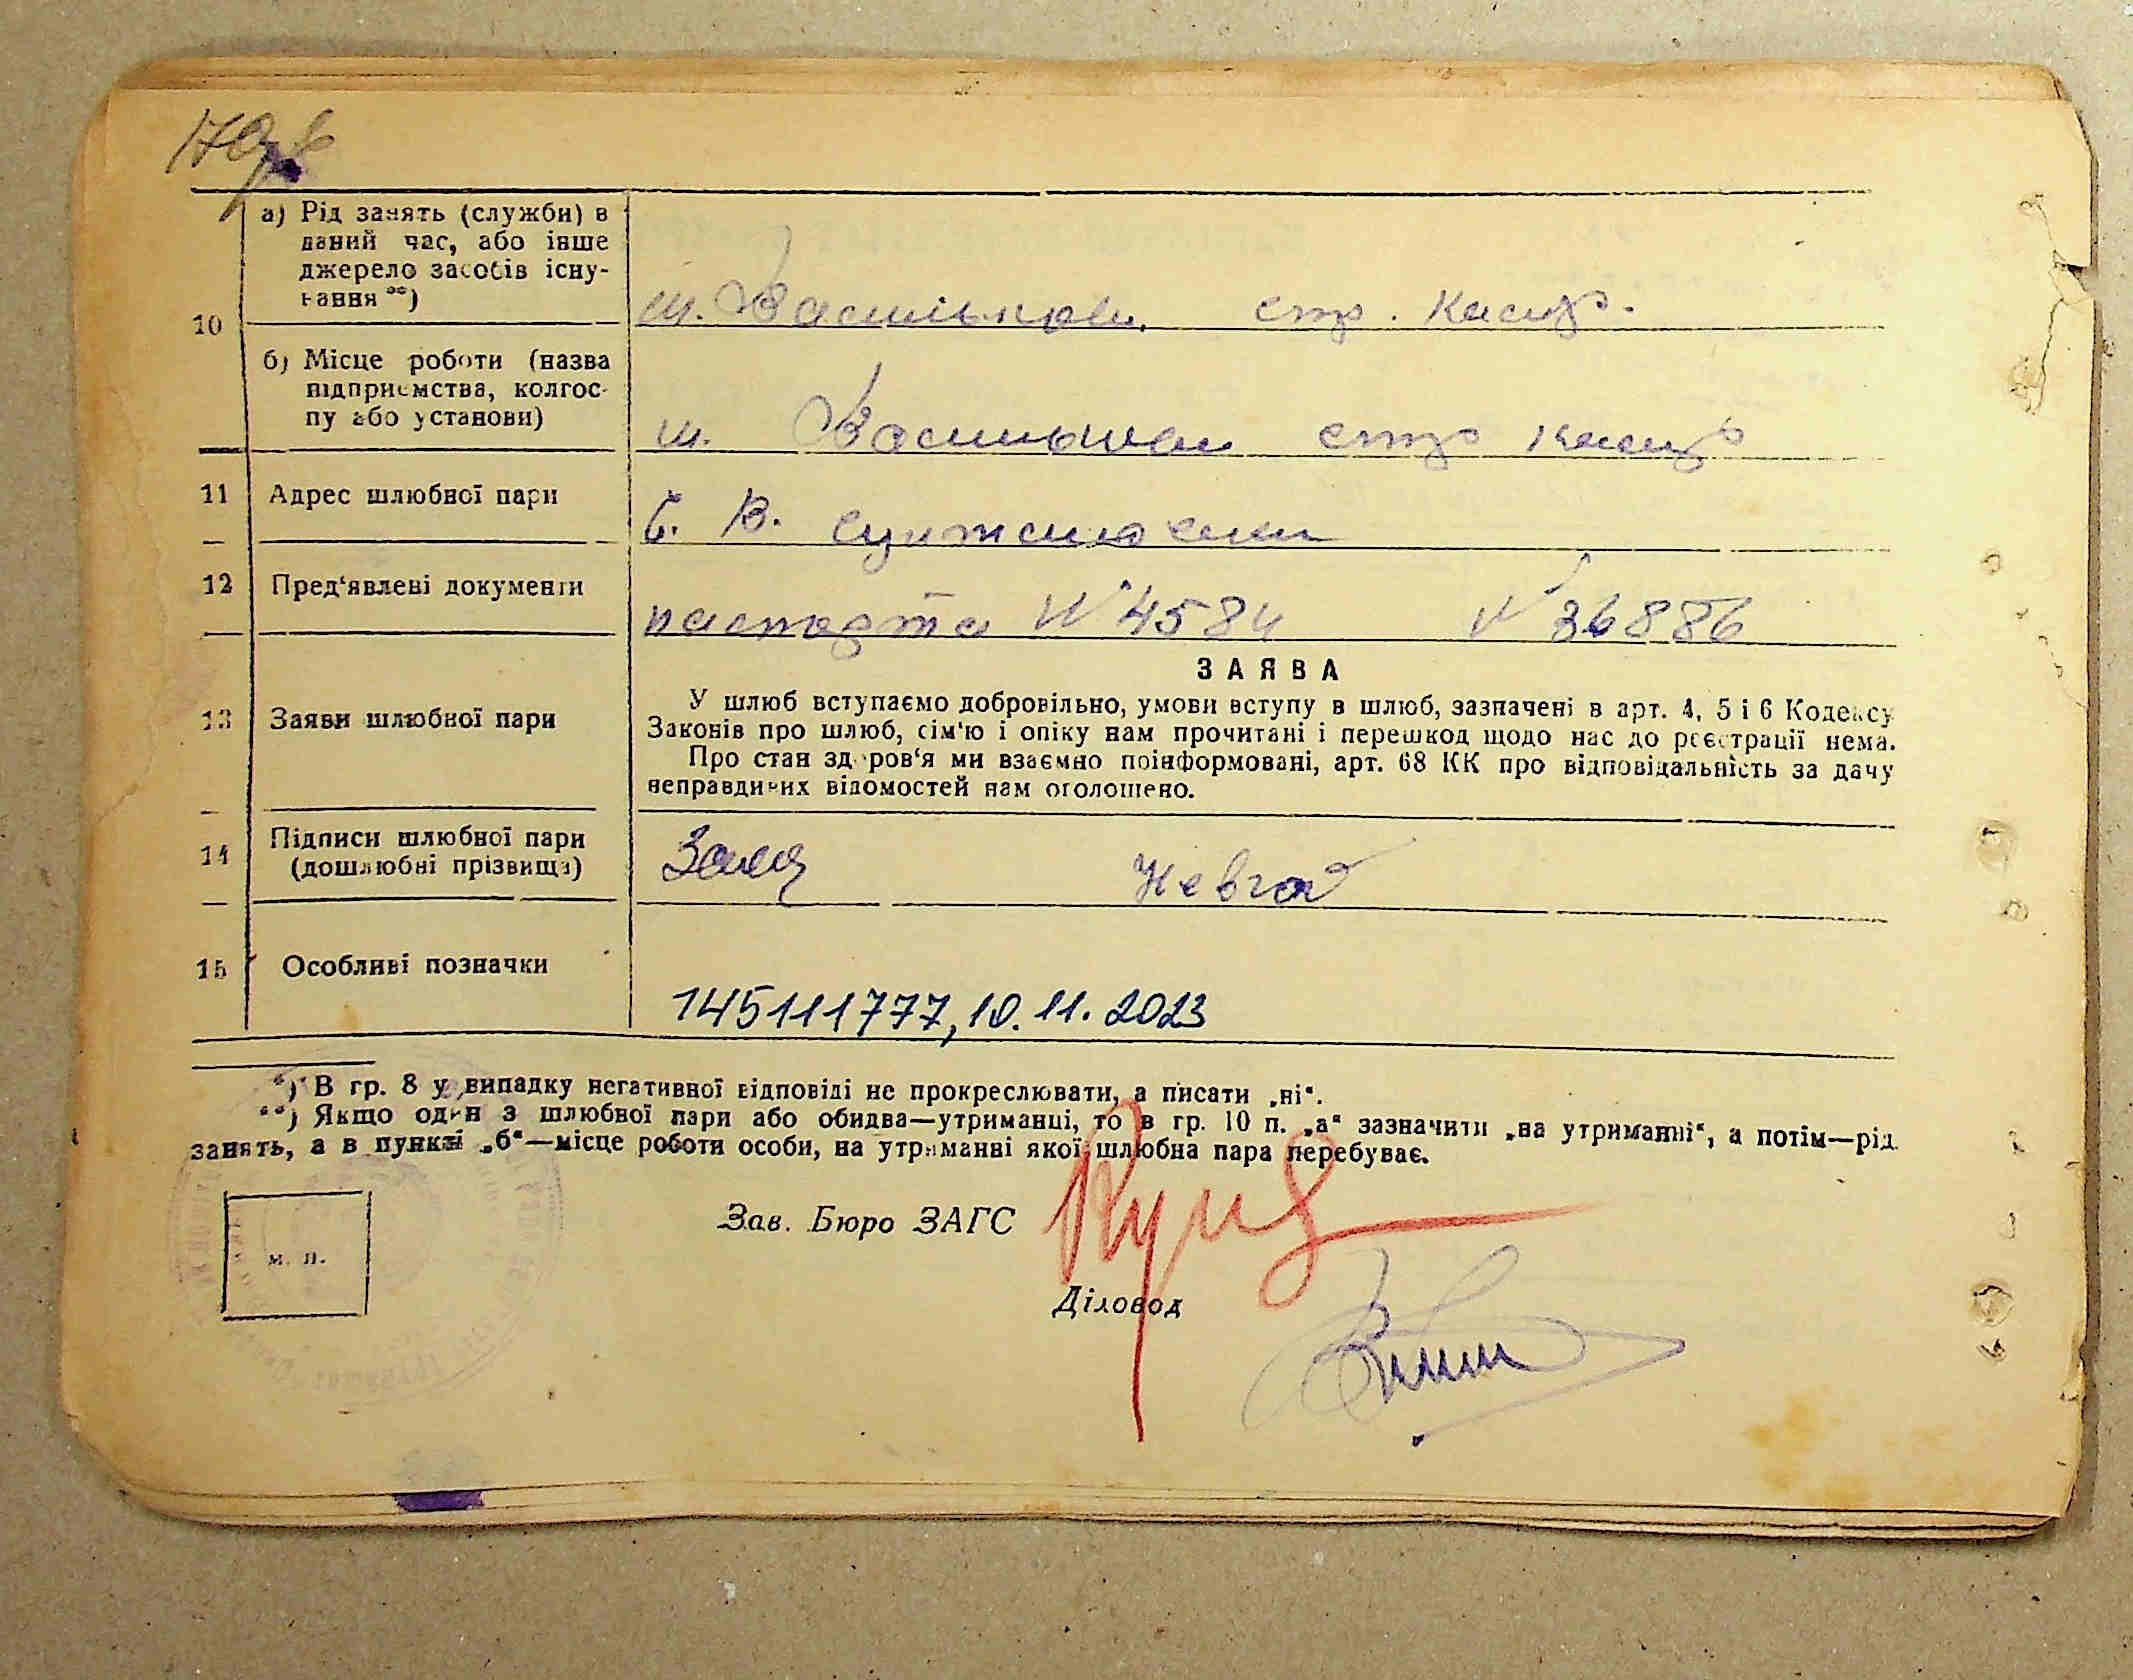 а) Рід занять (служби) в
даний час, або інше
джерело засобів існу-
вання **)
10
б) Місце роботи (назва
підприємства, колгос-
пу або установи)
11 Адрес шлюбної пари
Б. В.
12 Пред'явлені документи
паспорта № 4584 № 36886
ЗАЯВА
13 Заяви шлюбної пари
У шлюб вступаємо добровільно, умови вступу в шлюб, зазначені в арт. 4, 5 і 6 Кодексу
Законів про шлюб, сім'ю і опіку нам прочитані і перешкод щодо нас до реєстрації нема.
Про стан здоров'я ми взаємно поінформовані, арт. 68 КК про відповідальність за дачу
неправдивих відомостей нам оголошено.
14 Підписи шлюбної пари
(дошлюбні прізвища)
Заяц
15 Особливі позначки
145111777, 10.11.2023
*) В гр. 8 у випадку негативної відповіді не прокреслювати, а писати „ні“.
**) Якщо один з шлюбної пари або обидва—утриманці, то в гр. 10 п. „а“ зазначити „на утриманні“, а потім—рід
занять, а в пункті „б“—місце роботи особи, на утриманні якої шлюбна пара перебуває.
Зав. Бюро ЗАГС
м. п.
Діловод